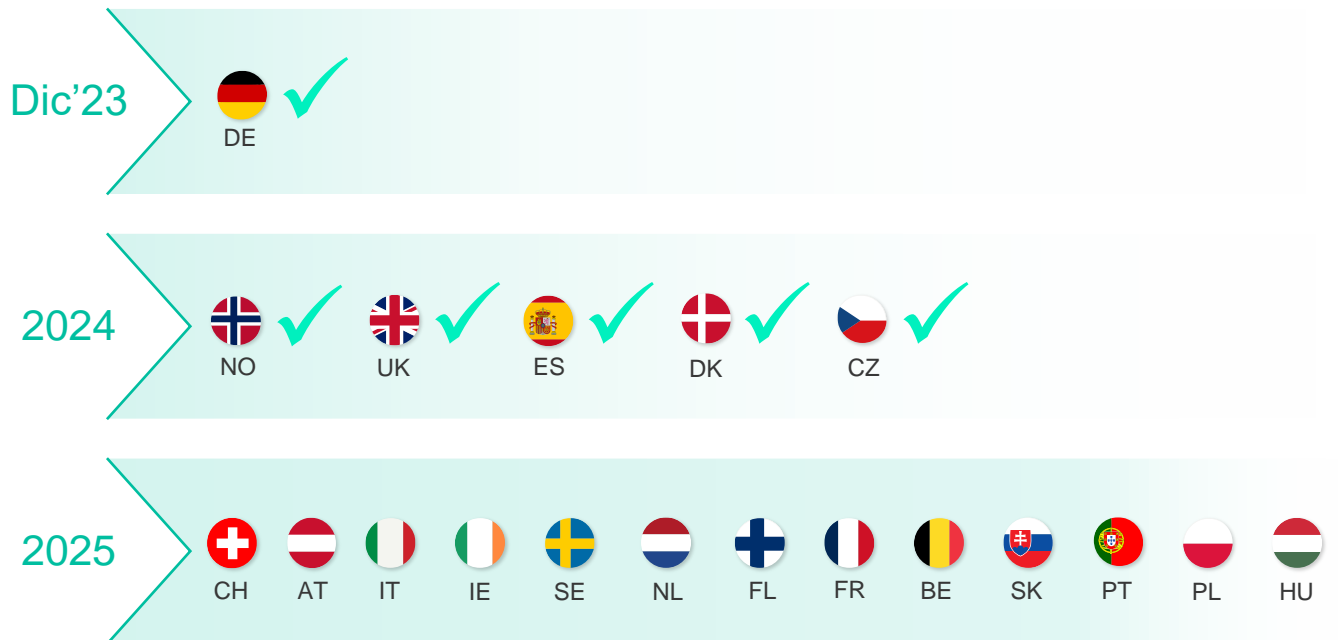 Dic’23
DE
2024
NO UK ES DK CZ
2025
CH AT IT IE SE NL FL FR BE SK PT PL HU